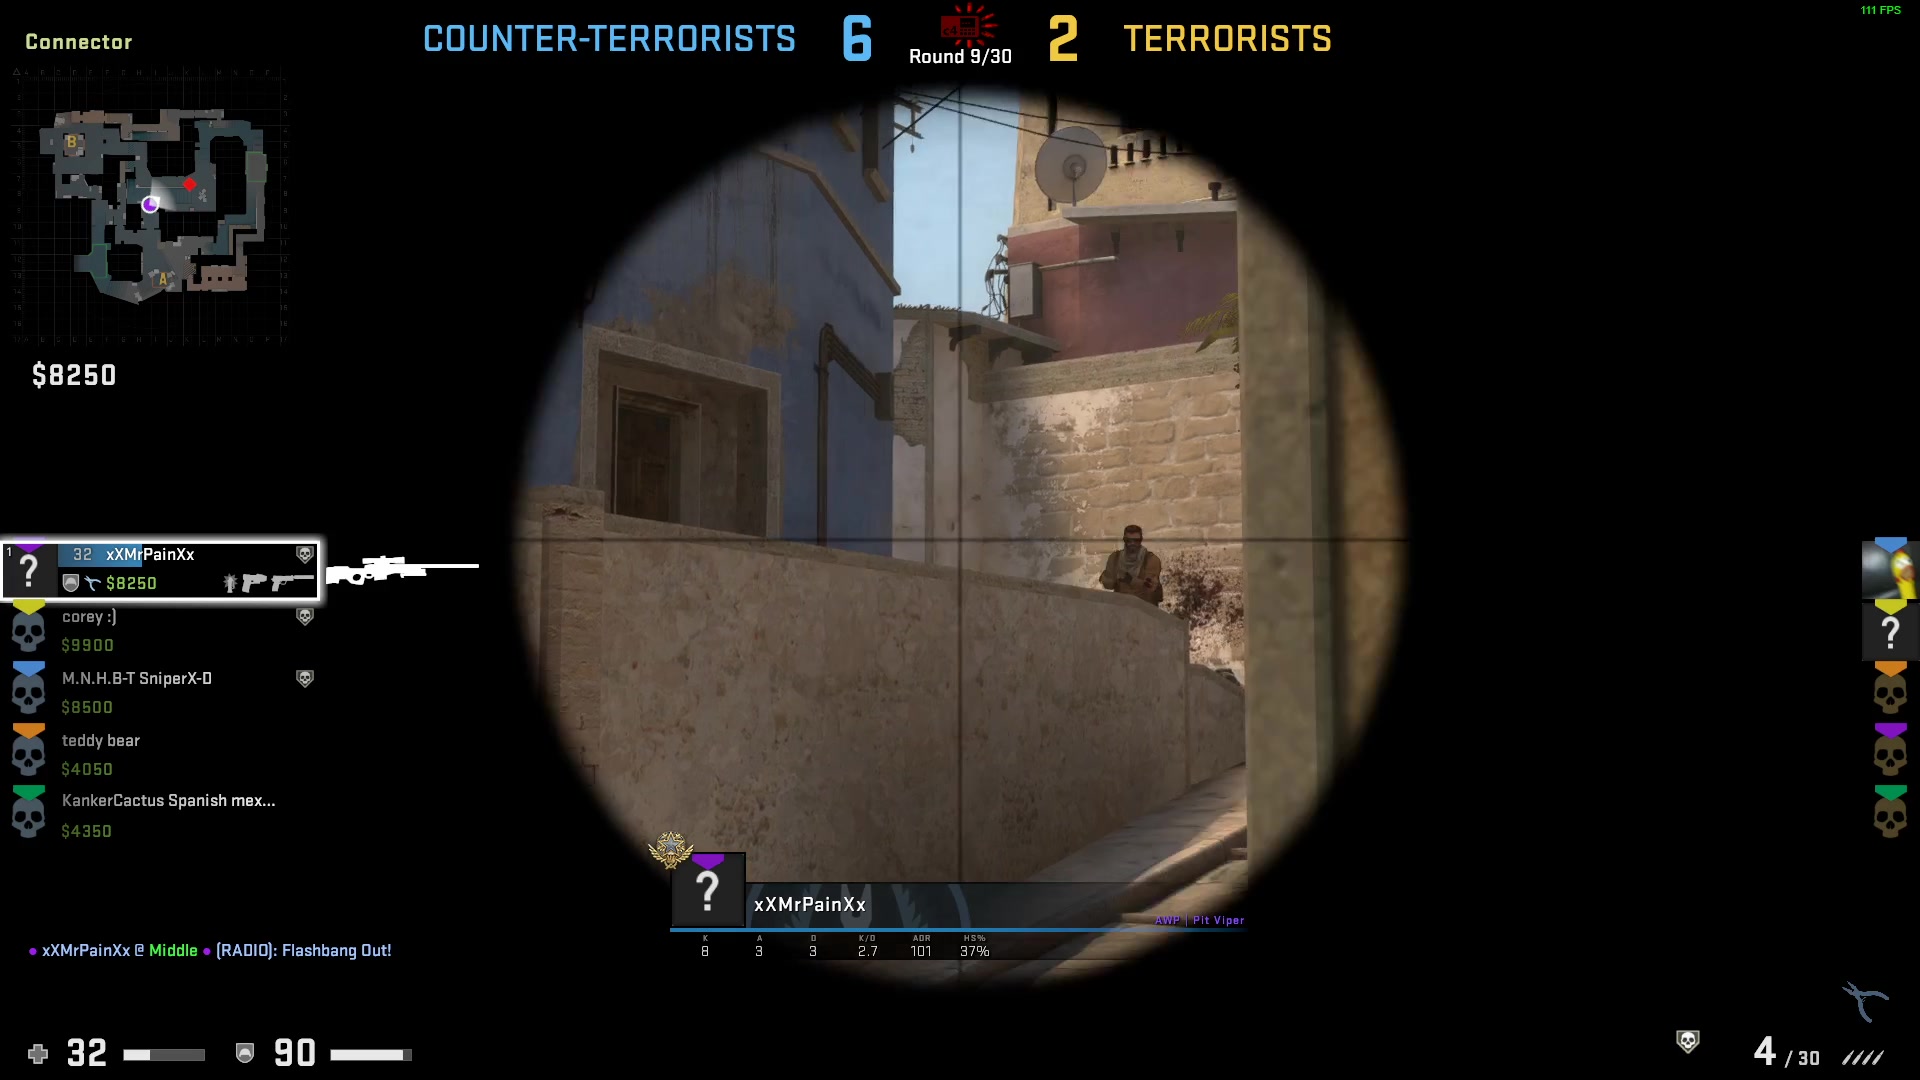 111 FPS
COUNTER-TERRORISTS 6 2 TERRORISTS
Round 9/30
Connector
B
A
$8250
1 ? 32 xXMrPainXx
$8250
corey :)
$9900
M.N.H.B-T SniperX-D
$8500
teddy bear
$4050
KankerCactus Spanish mex...
$4350
?
? xXMrPainXx
AWP | Pit Viper
K A D K/D ADR HS%
8 3 3 2.7 101 37%
• xXMrPainXx @ Middle • (RADIO): Flashbang Out!
32 90
4 / 30